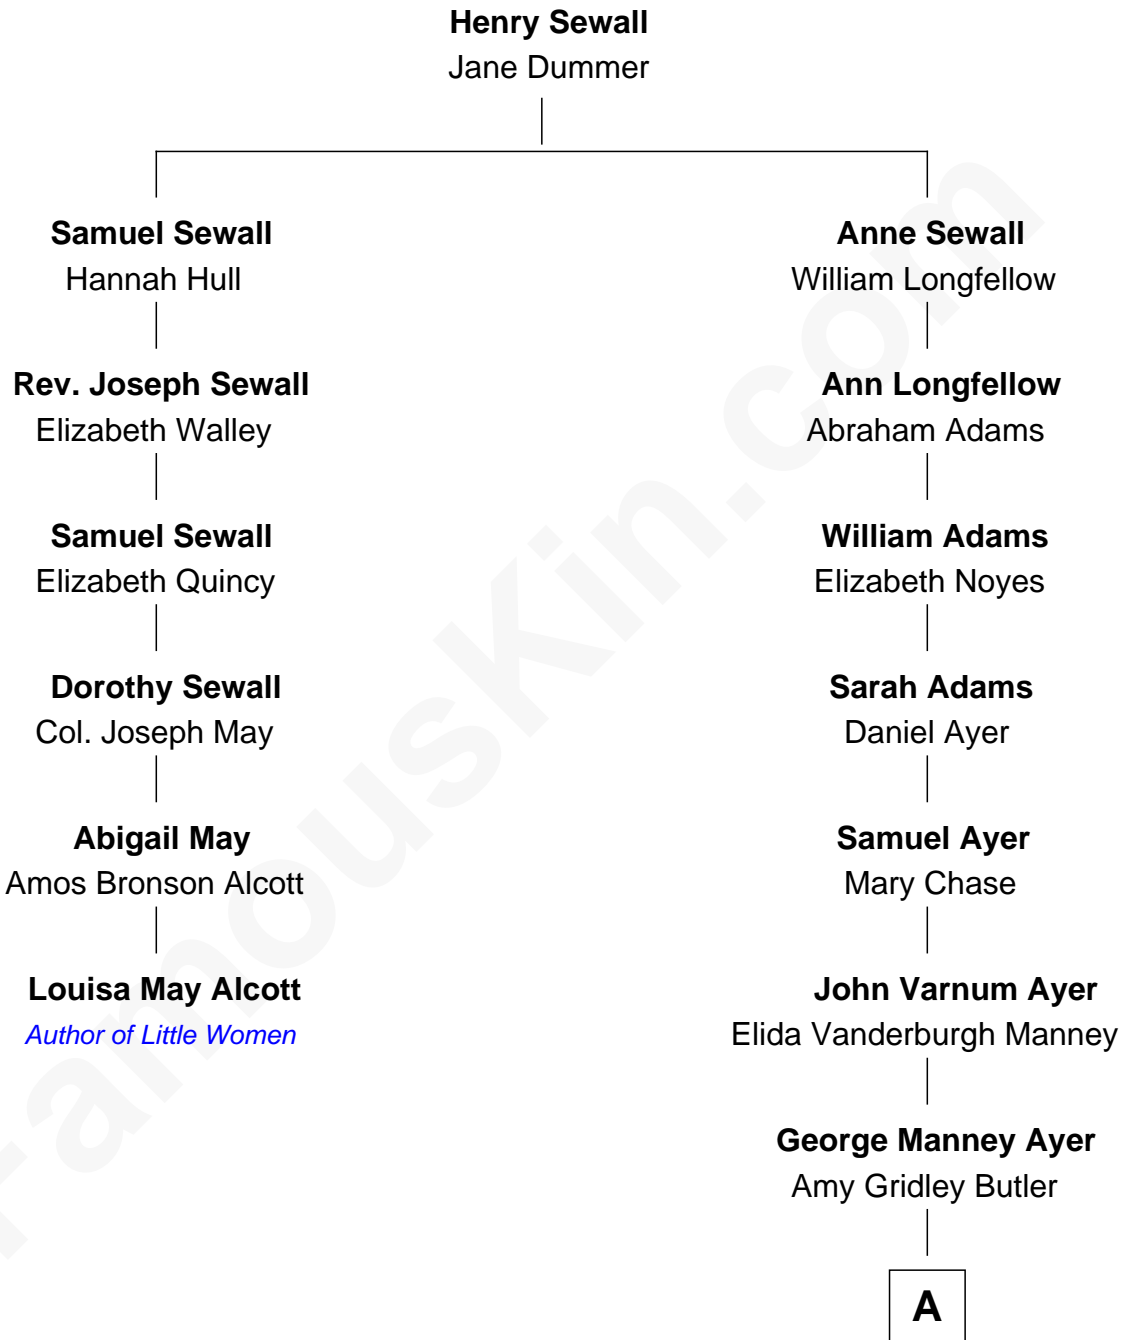 Henry Sewall
Jane Dummer
Samuel Sewall
Hannah Hull
Anne Sewall
William Longfellow
Rev. Joseph Sewall
Elizabeth Walley
Ann Longfellow
Abraham Adams
Samuel Sewall
Elizabeth Quincy
William Adams
Elizabeth Noyes
Dorothy Sewall
Col. Joseph May
Sarah Adams
Daniel Ayer
Abigail May
Amos Bronson Alcott
Samuel Ayer
Mary Chase
Louisa May Alcott
Author of Little Women
John Varnum Ayer
Elida Vanderburgh Manney
George Manney Ayer
Amy Gridley Butler
A
FamousKin.com